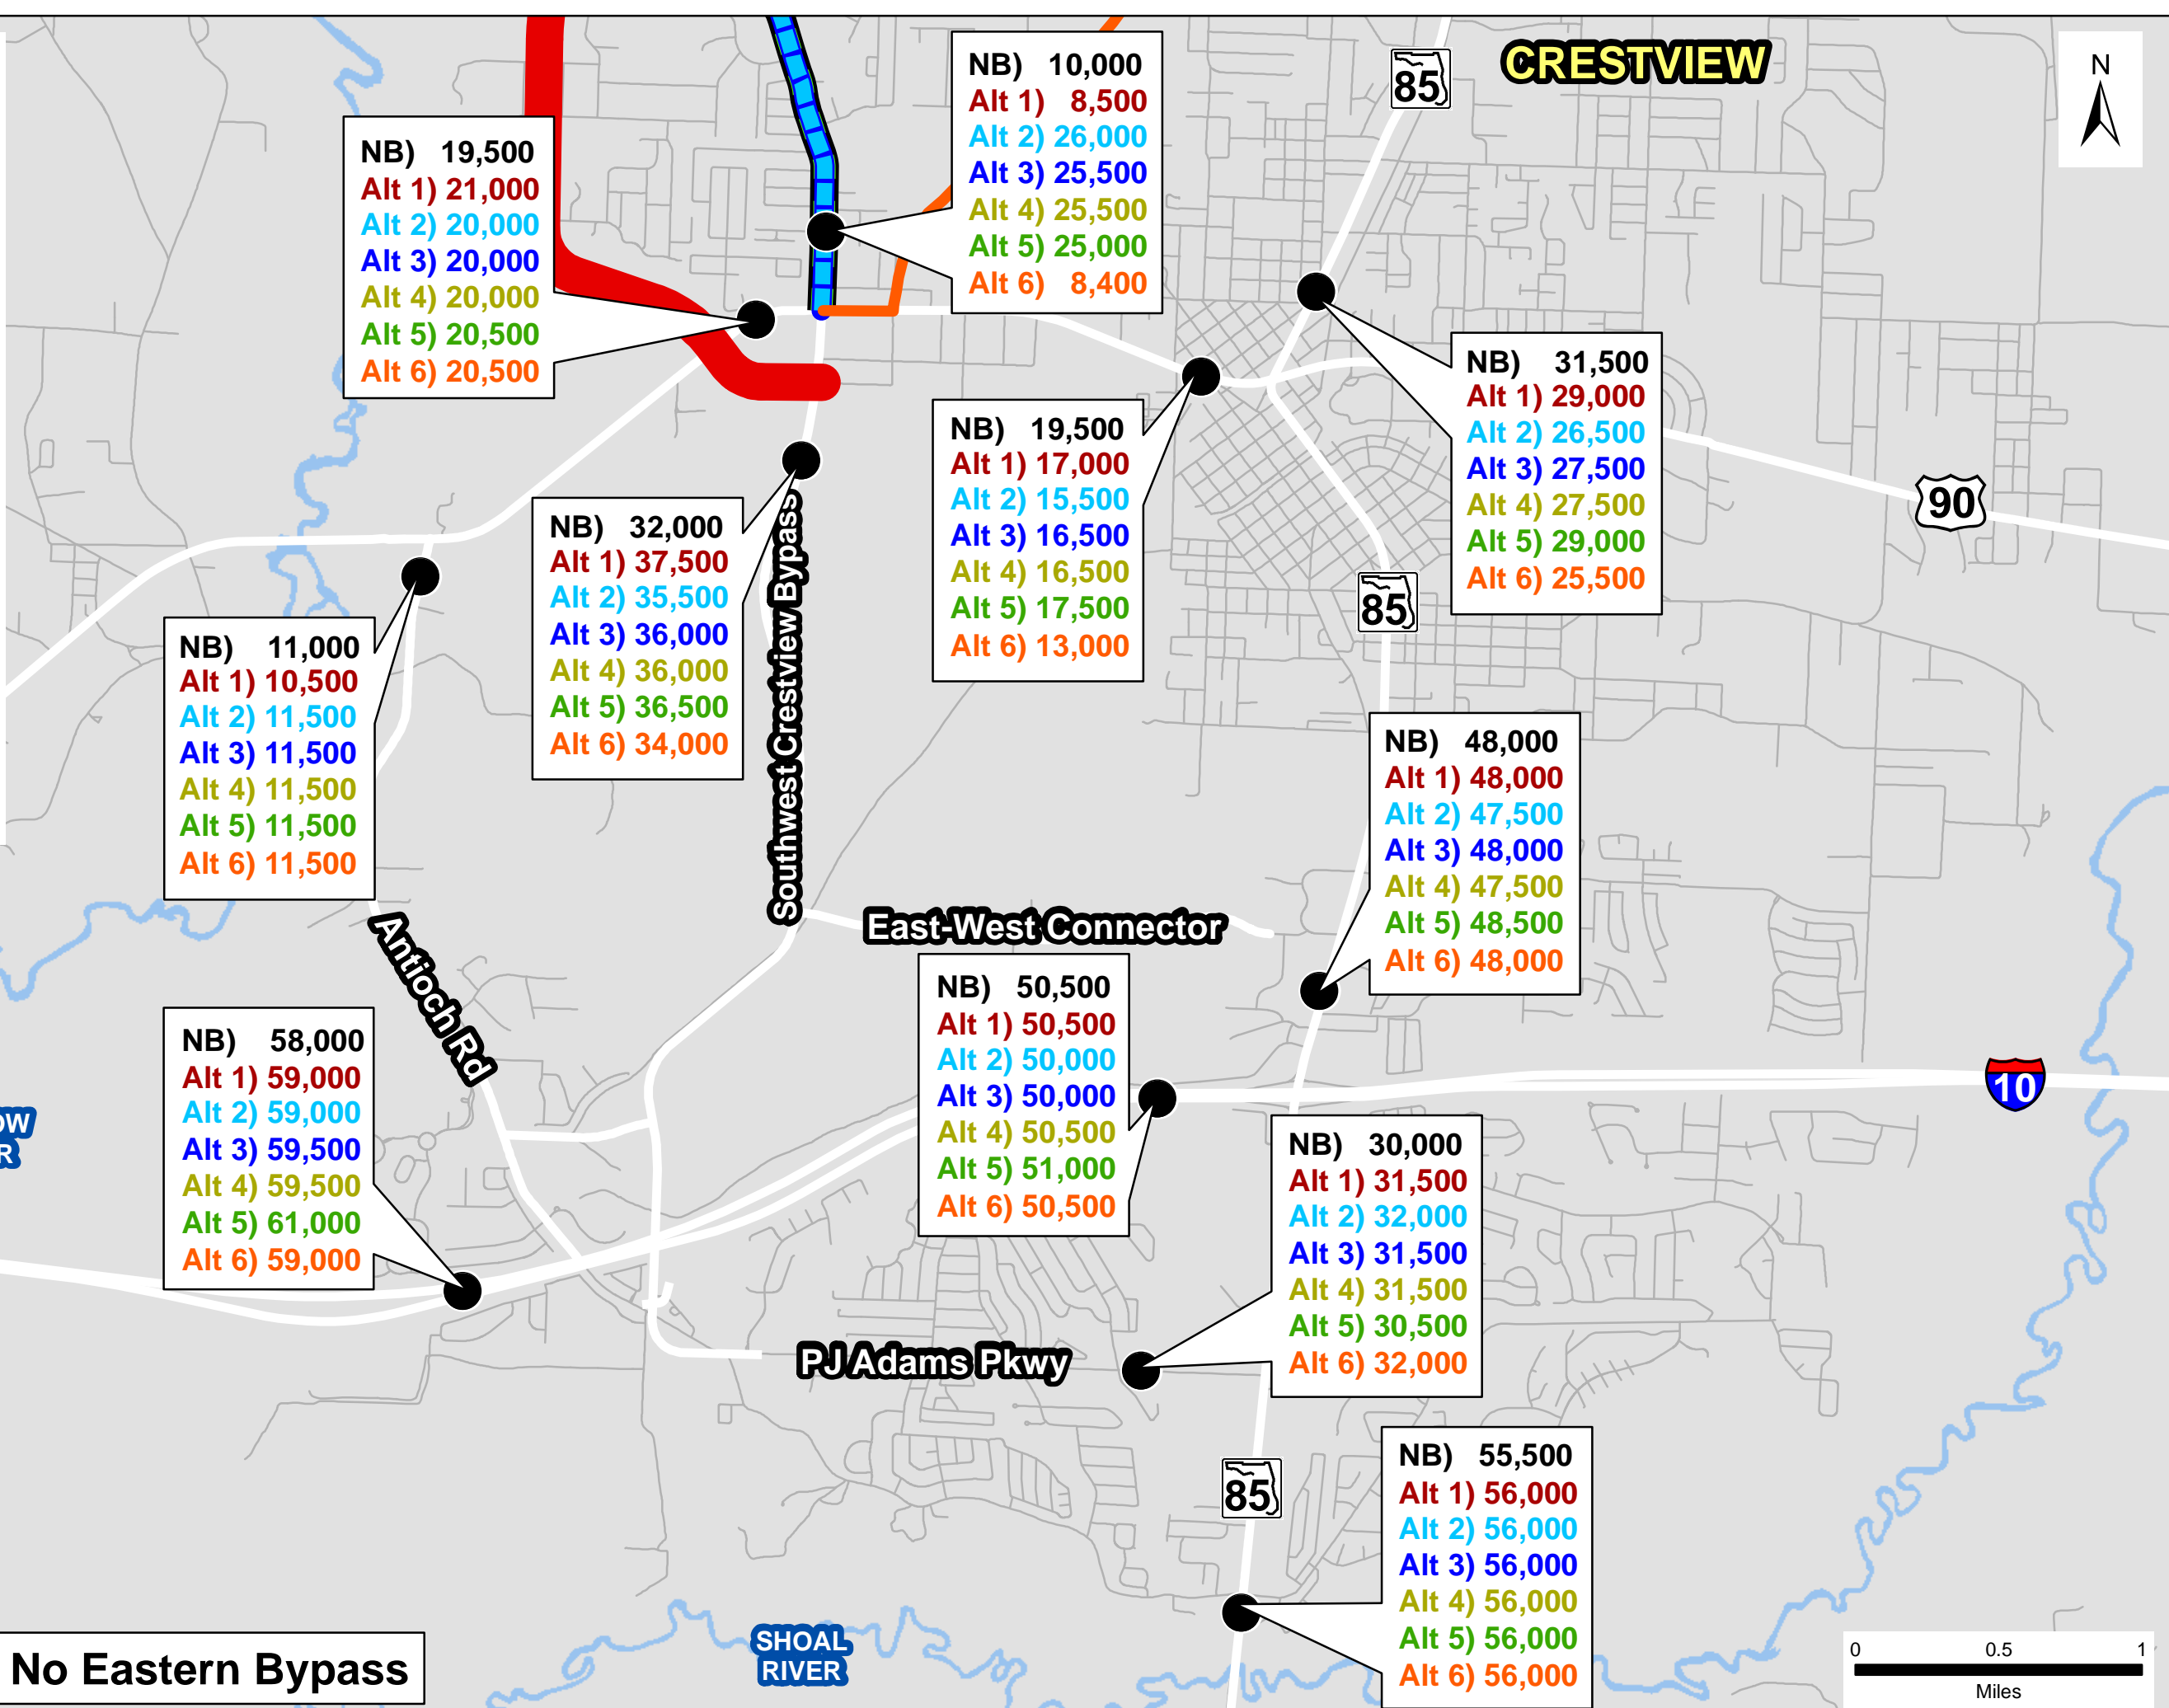 CRESTVIEW
85
N
NB) 10,000
Alt 1) 8,500
Alt 2) 26,000
Alt 3) 25,500
Alt 4) 25,500
Alt 5) 25,000
Alt 6) 8,400
NB) 19,500
Alt 1) 21,000
Alt 2) 20,000
Alt 3) 20,000
Alt 4) 20,000
Alt 5) 20,500
Alt 6) 20,500
NB) 31,500
Alt 1) 29,000
Alt 2) 26,500
Alt 3) 27,500
Alt 4) 27,500
Alt 5) 29,000
Alt 6) 25,500
NB) 19,500
Alt 1) 17,000
Alt 2) 15,500
Alt 3) 16,500
Alt 4) 16,500
Alt 5) 17,500
Alt 6) 13,000
90
NB) 32,000
Alt 1) 37,500
Alt 2) 35,500
Alt 3) 36,000
Alt 4) 36,000
Alt 5) 36,500
Alt 6) 34,000
Southwest Crestview Bypass
85
NB) 11,000
Alt 1) 10,500
Alt 2) 11,500
Alt 3) 11,500
Alt 4) 11,500
Alt 5) 11,500
Alt 6) 11,500
NB) 48,000
Alt 1) 48,000
Alt 2) 47,500
Alt 3) 48,000
Alt 4) 47,500
Alt 5) 48,500
Alt 6) 48,000
East-West Connector
Antioch Rd
NB) 50,500
Alt 1) 50,500
Alt 2) 50,000
Alt 3) 50,000
Alt 4) 50,500
Alt 5) 51,000
Alt 6) 50,500
NB) 58,000
Alt 1) 59,000
Alt 2) 59,000
Alt 3) 59,500
Alt 4) 59,500
Alt 5) 61,000
Alt 6) 59,000
10
OW
R
NB) 30,000
Alt 1) 31,500
Alt 2) 32,000
Alt 3) 31,500
Alt 4) 31,500
Alt 5) 30,500
Alt 6) 32,000
PJ Adams Pkwy
85
NB) 55,500
Alt 1) 56,000
Alt 2) 56,000
Alt 3) 56,000
Alt 4) 56,000
Alt 5) 56,000
Alt 6) 56,000
No Eastern Bypass
SHOAL
RIVER
0 0.5 1
Miles